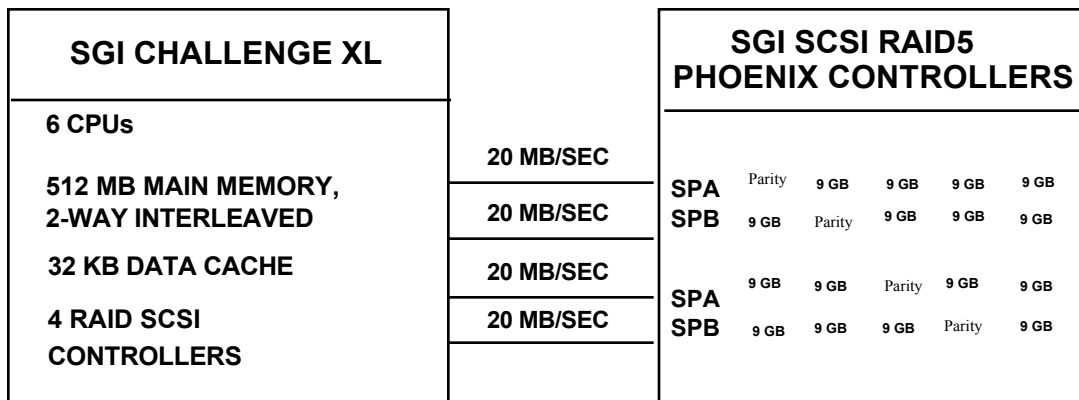 SGI CHALLENGE XL
6 CPUs
512 MB MAIN MEMORY,
2-WAY INTERLEAVED
32 KB DATA CACHE
4 RAID SCSI
CONTROLLERS
20 MB/SEC
20 MB/SEC
20 MB/SEC
20 MB/SEC
SGI SCSI RAID5
PHOENIX CONTROLLERS
SPA Parity 9 GB 9 GB 9 GB 9 GB
SPB 9 GB Parity 9 GB 9 GB 9 GB
SPA 9 GB 9 GB Parity 9 GB 9 GB
SPB 9 GB 9 GB 9 GB Parity 9 GB